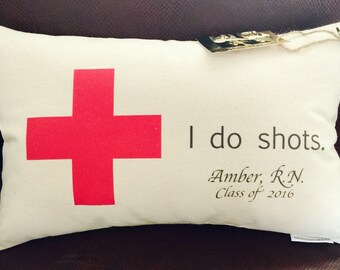 I do shots.
Amber, R.N.
Class of 2016